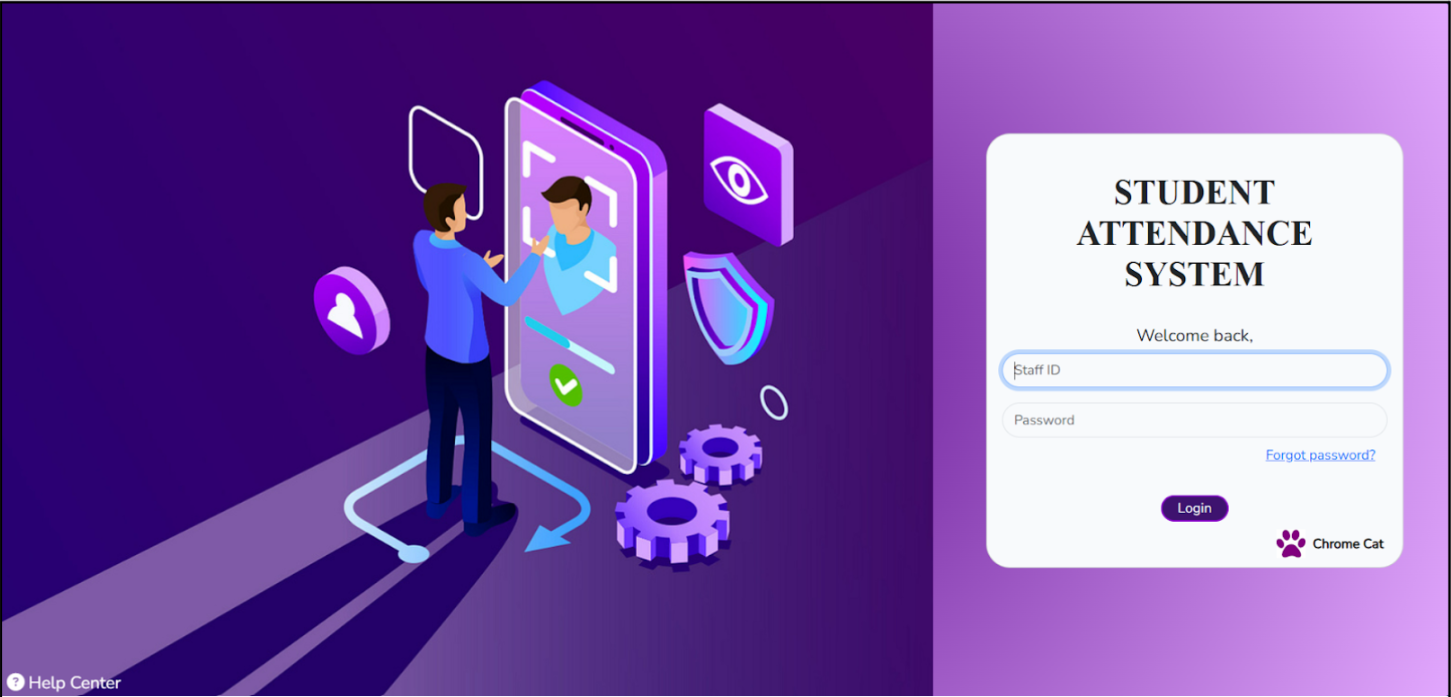 STUDENT
ATTENDANCE
SYSTEM
Welcome back,
Staff ID
Password
Forgot password?
Login
Chrome Cat
? Help Center